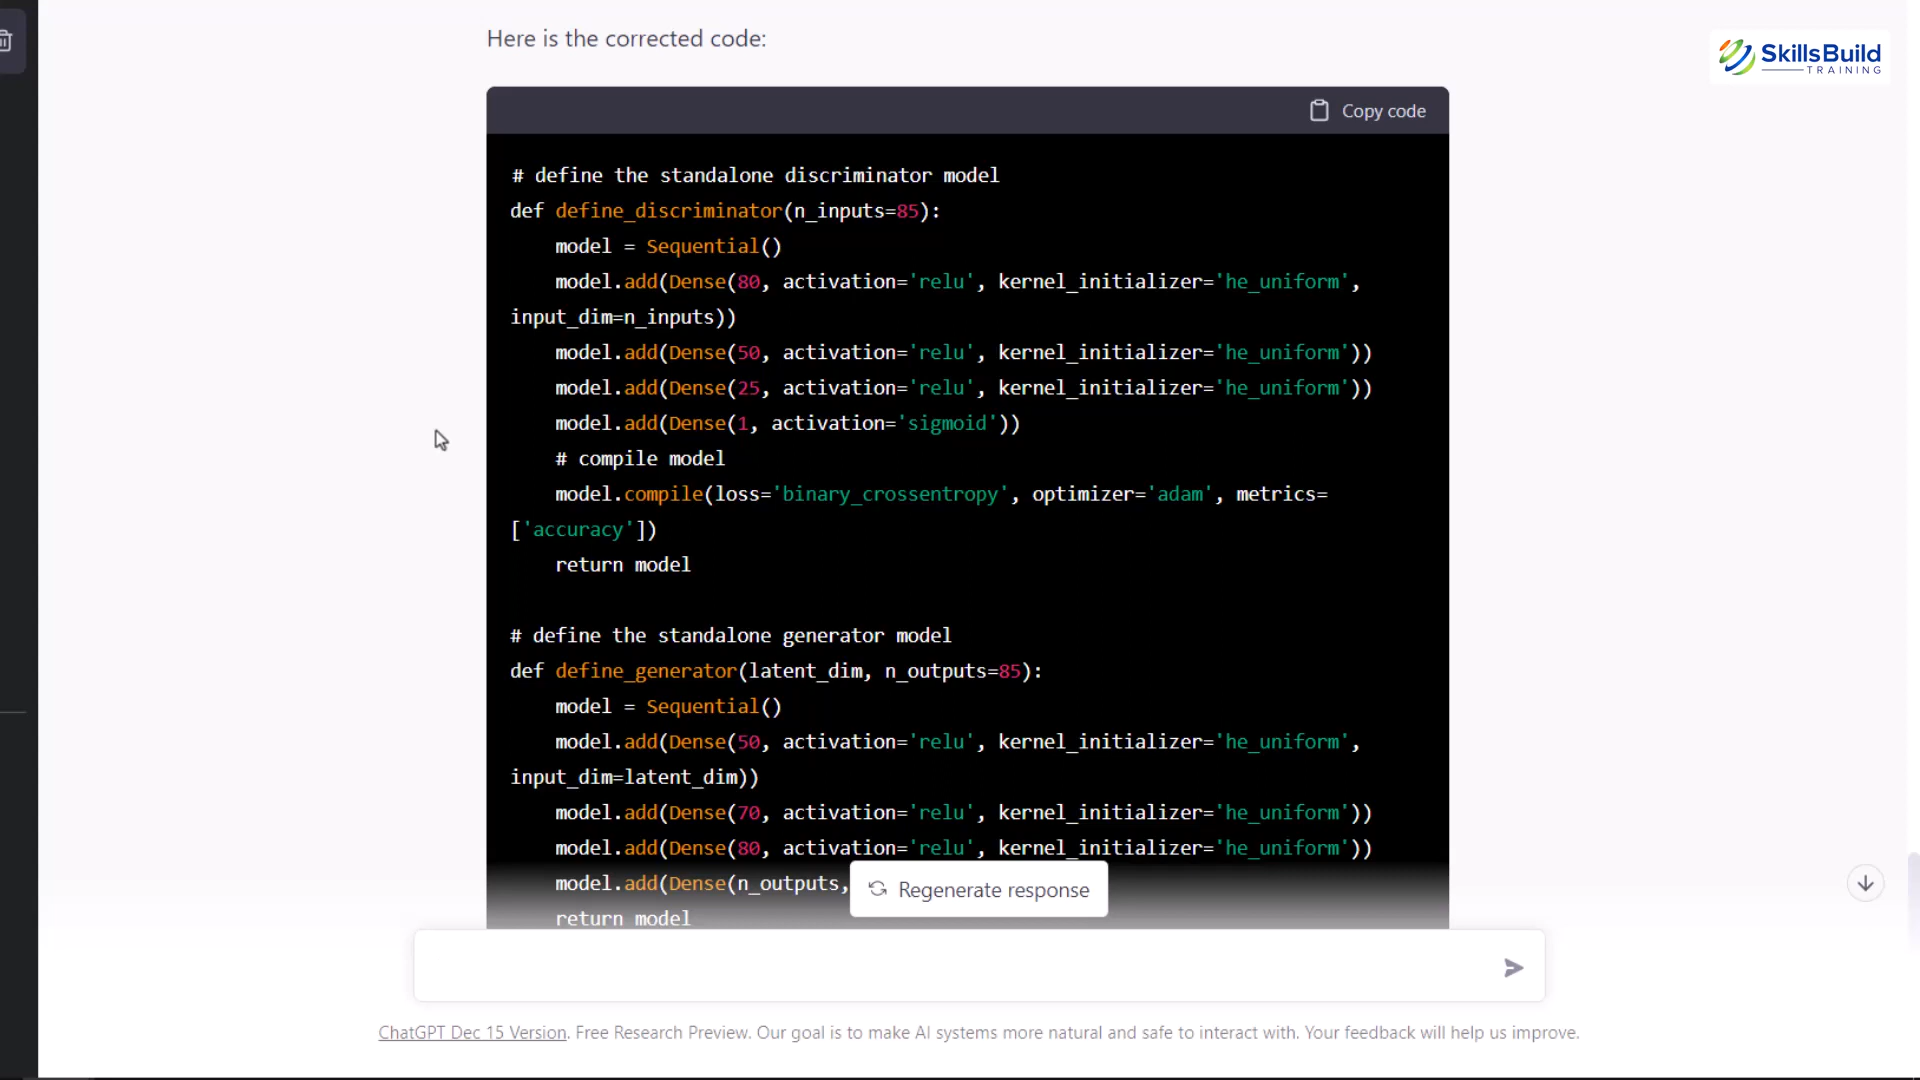 Here is the corrected code:
SkillsBuild
TRAINING
Copy code
# define the standalone discriminator model
def define_discriminator(n_inputs=85):
    model = Sequential()
    model.add(Dense(80, activation='relu', kernel_initializer='he_uniform',
input_dim=n_inputs))
    model.add(Dense(50, activation='relu', kernel_initializer='he_uniform'))
    model.add(Dense(25, activation='relu', kernel_initializer='he_uniform'))
    model.add(Dense(1, activation='sigmoid'))
    # compile model
    model.compile(loss='binary_crossentropy', optimizer='adam', metrics=
['accuracy'])
    return model
# define the standalone generator model
def define_generator(latent_dim, n_outputs=85):
    model = Sequential()
    model.add(Dense(50, activation='relu', kernel_initializer='he_uniform',
input_dim=latent_dim))
    model.add(Dense(70, activation='relu', kernel_initializer='he_uniform'))
    model.add(Dense(80, activation='relu', kernel_initializer='he_uniform'))
    model.add(Dense(n_outputs,
Regenerate response
    return model
ChatGPT Dec 15 Version. Free Research Preview. Our goal is to make AI systems more natural and safe to interact with. Your feedback will help us improve.